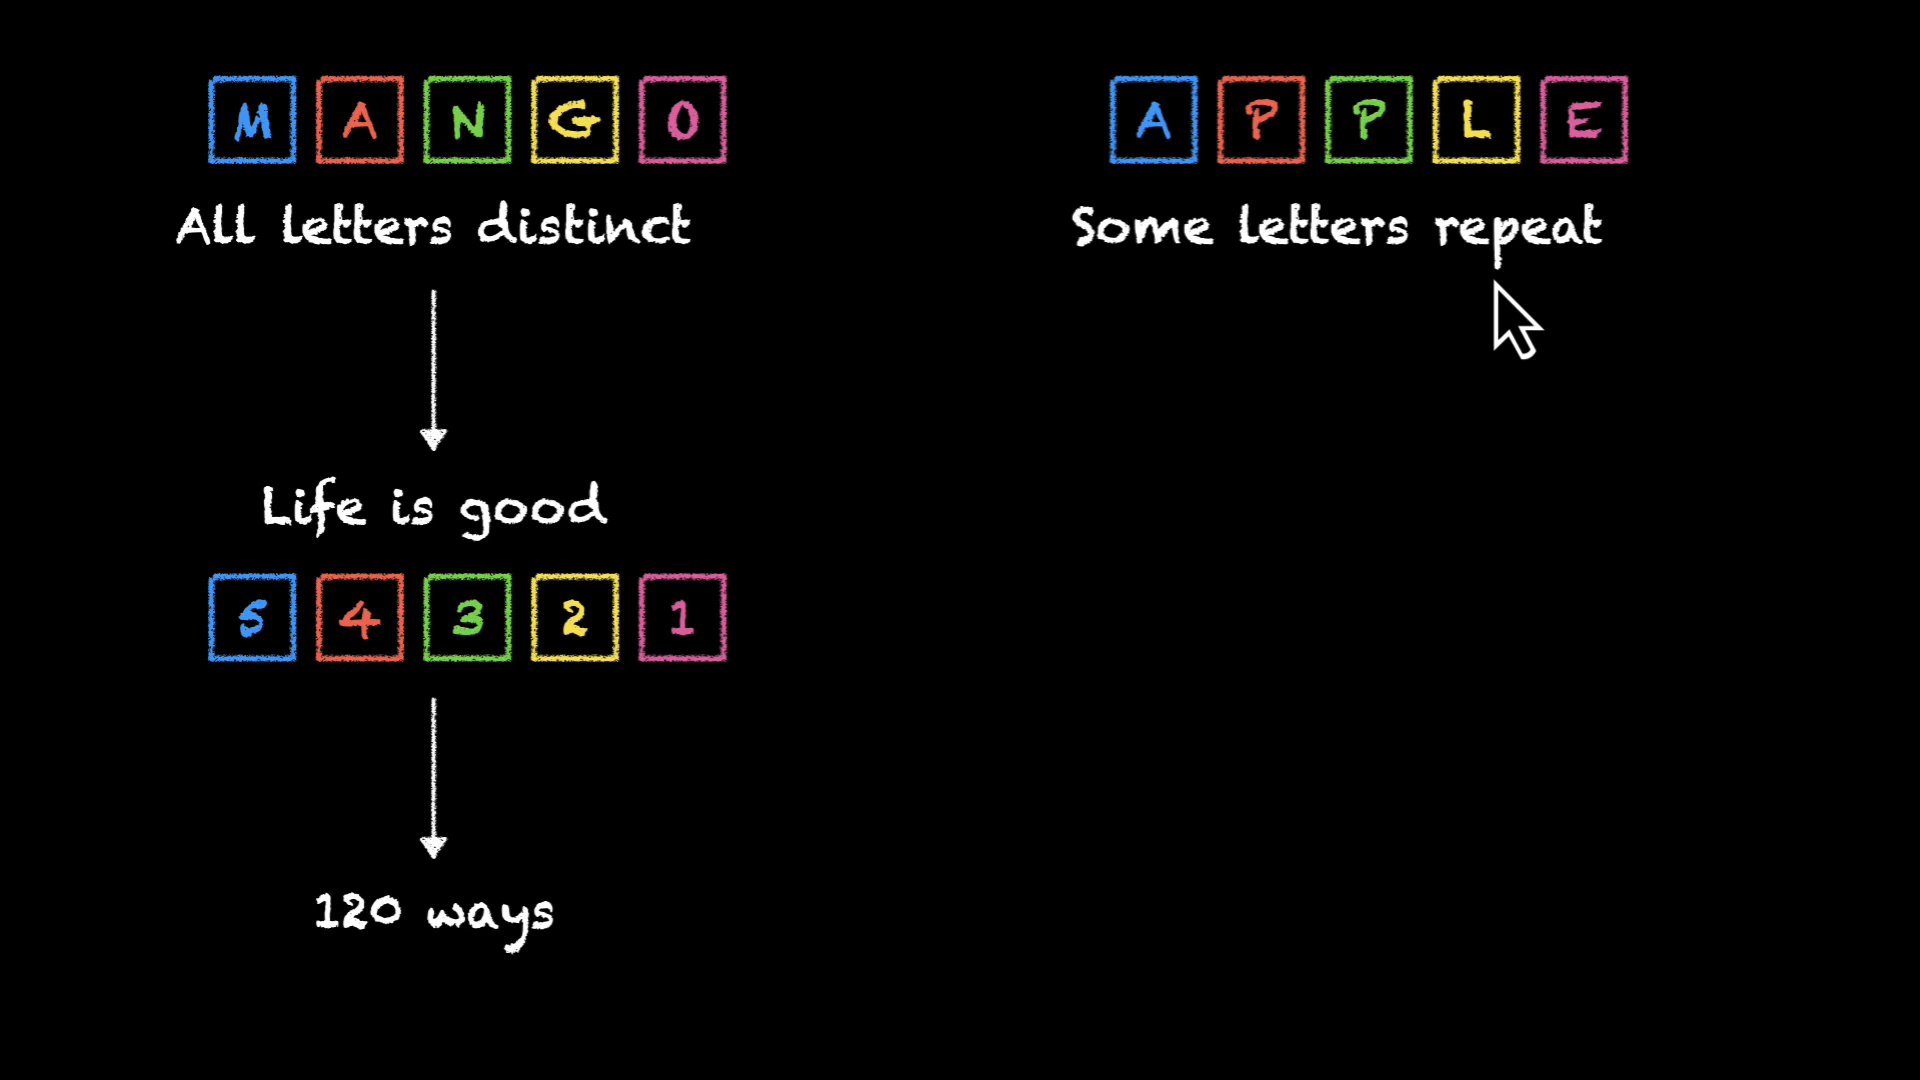 M A N G O
All letters distinct
Life is good
5 4 3 2 1
120 ways
A P P L E
Some letters repeat